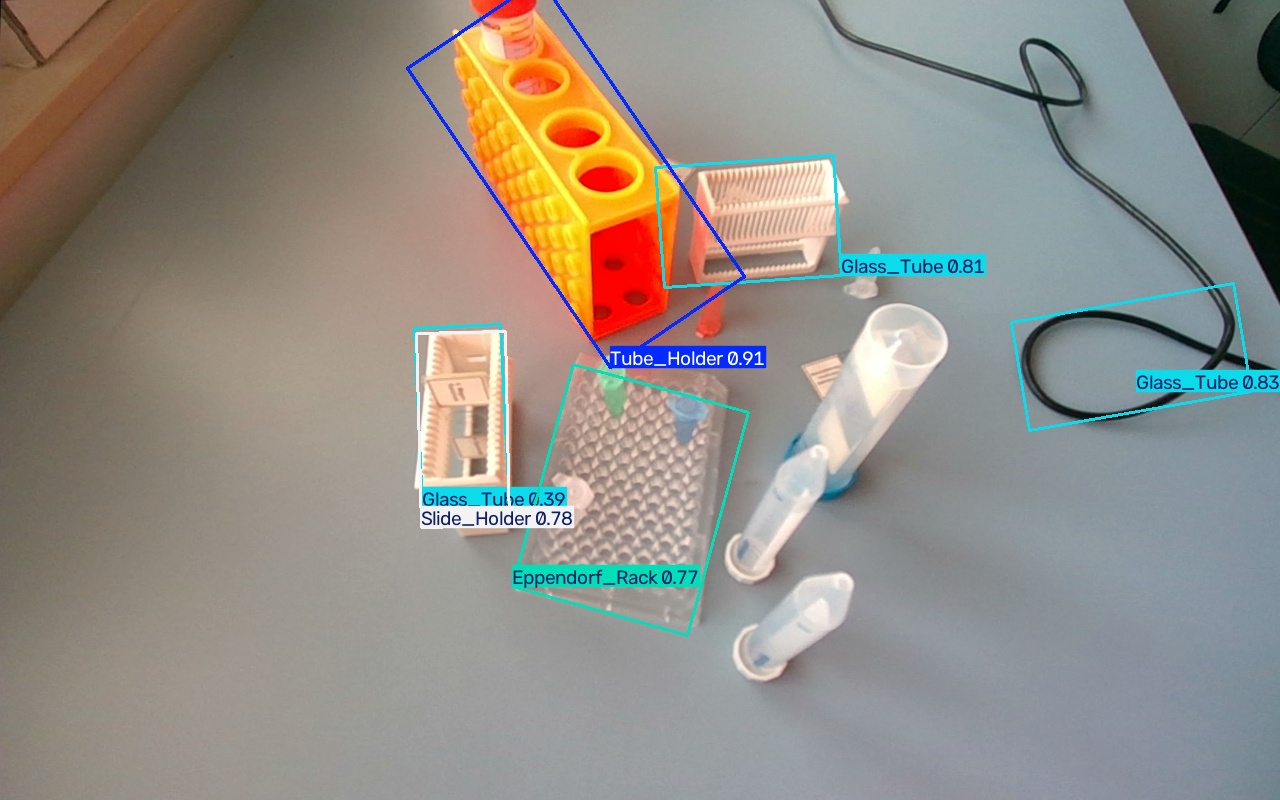 Glass_Tube 0.81
Tube_Holder 0.91
Glass_Tube 0.83
Glass_Tube 0.39
Slide_Holder 0.78
Eppendorf_Rack 0.77